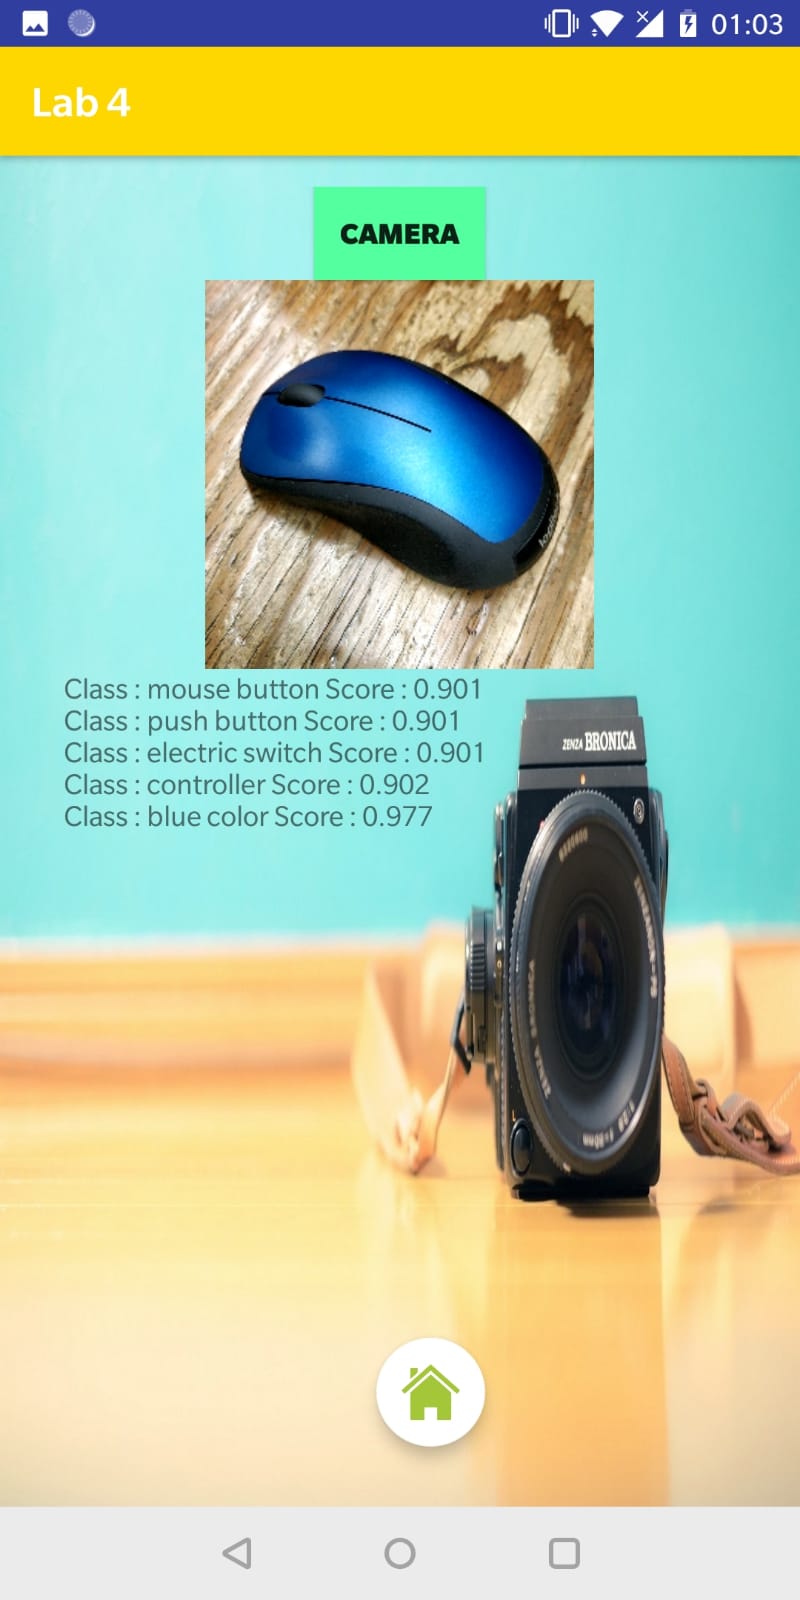 01:03
Lab 4
CAMERA
Class : mouse button Score : 0.901
Class : push button Score : 0.901
Class : electric switch Score : 0.901
Class : controller Score : 0.902
Class : blue color Score : 0.977
ZENZA BRONICA